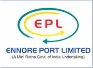 EPL
ENNORE PORT LIMITED
(A Mini Ratna Govt. of India Undertaking)